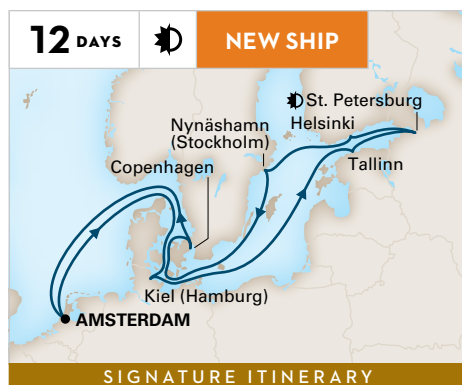 12 DAYS
NEW SHIP
St. Petersburg
Helsinki
Nynäshamn
(Stockholm)
Tallinn
Copenhagen
Kiel (Hamburg)
AMSTERDAM
SIGNATURE ITINERARY